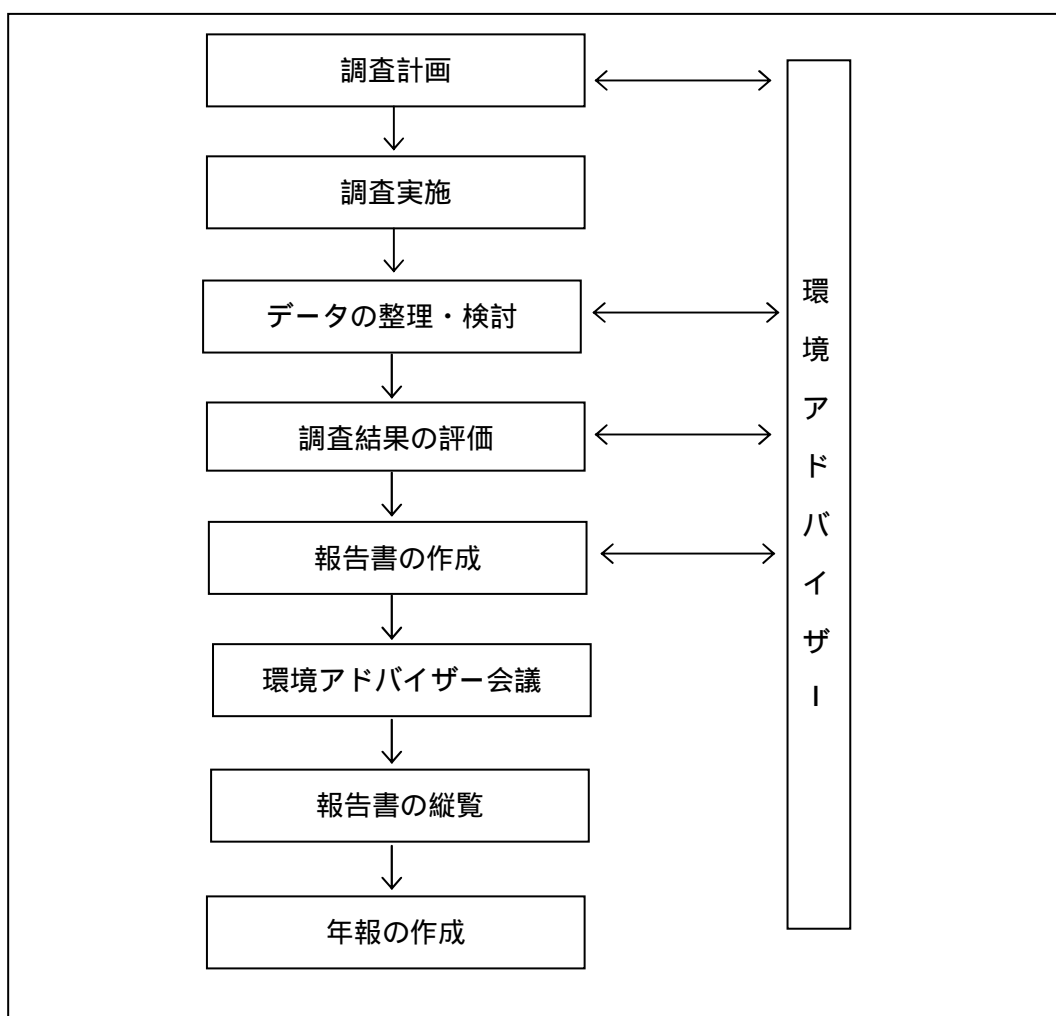 調査計画
調査実施
データの整理・検討
調査結果の評価
報告書の作成
環境アドバイザー会議
報告書の縦覧
年報の作成
環境アドバイザー